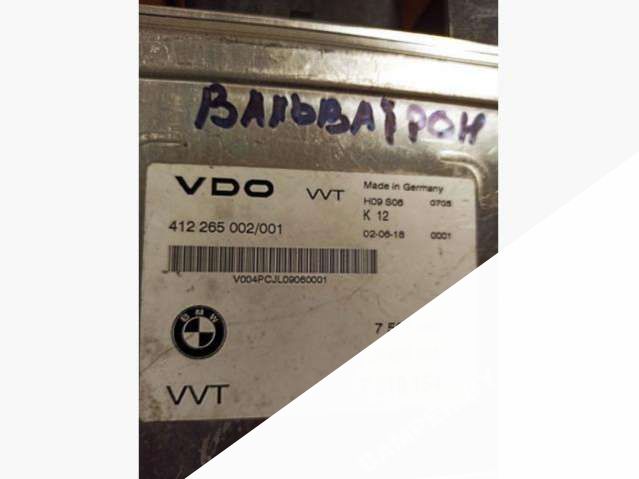 ВАЛЬВАТРОН
VDO VVT Made in Germany
H09 S06 0705
K 12
412 265 002/001 02-06-18 0001
V004PCJL09060001
BMW
VVT